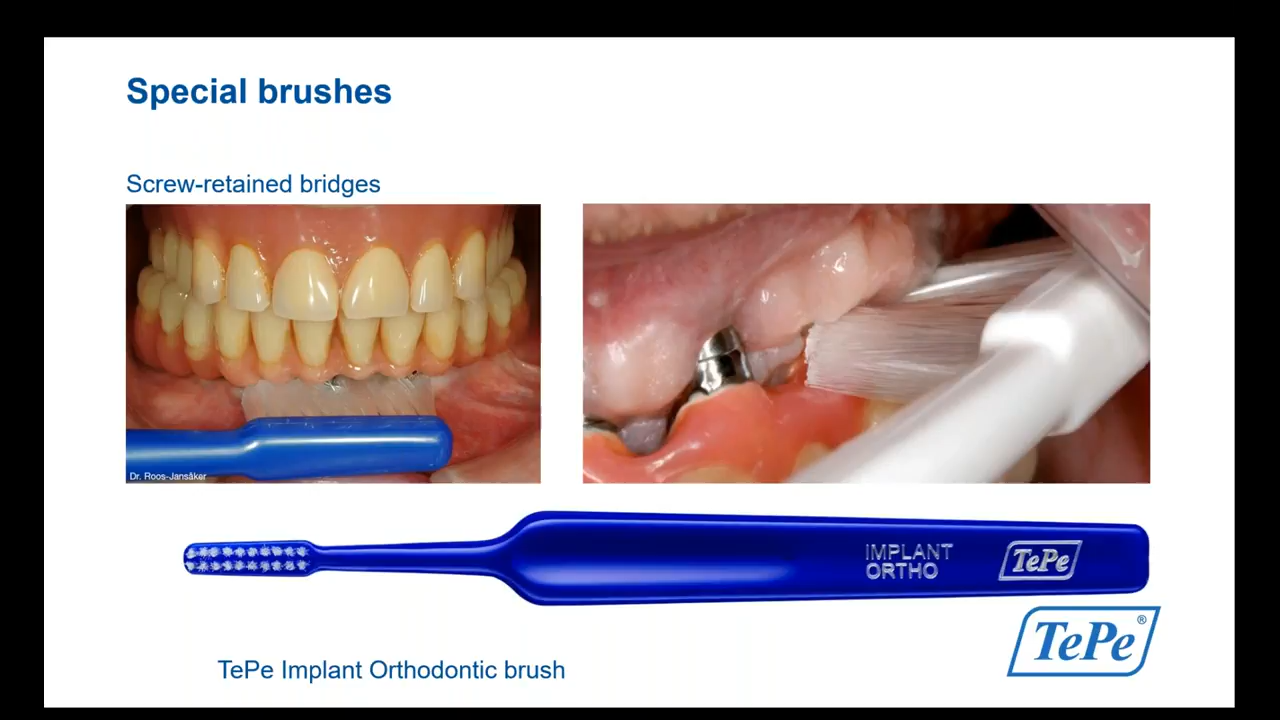 Special brushes
Screw-retained bridges
Dr. Roos-Jansåker
IMPLANT
ORTHO
TePe
TePe®
TePe Implant Orthodontic brush